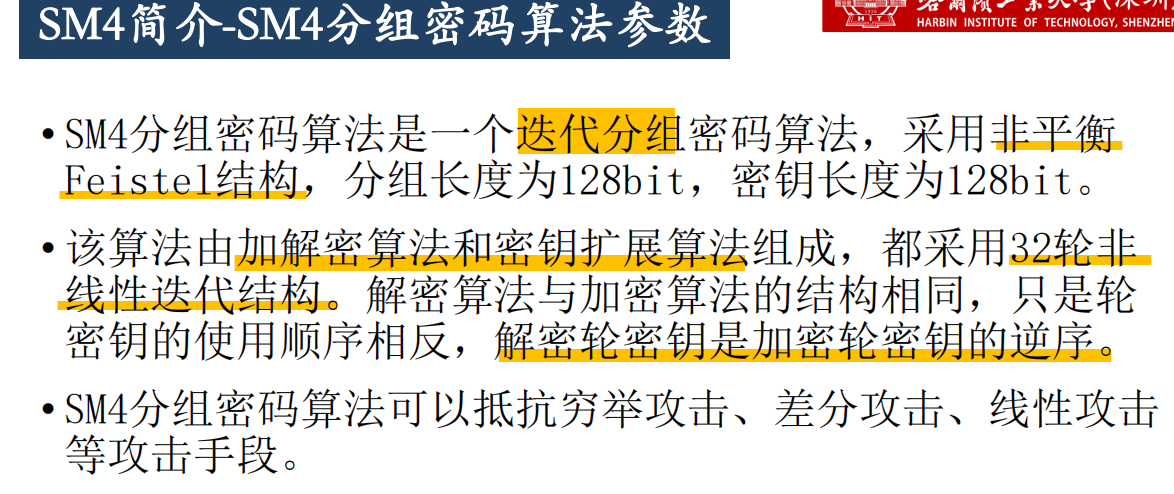 SM4简介-SM4分组密码算法参数
HIT
HARBIN INSTITUTE OF TECHNOLOGY, SHENZHEN
•SM4分组密码算法是一个迭代分组密码算法，采用非平衡
Feistel结构，分组长度为128bit，密钥长度为128bit。
•该算法由加解密算法和密钥扩展算法组成，都采用32轮非
线性迭代结构。解密算法与加密算法的结构相同，只是轮
密钥的使用顺序相反，解密轮密钥是加密轮密钥的逆序。
•SM4分组密码算法可以抵抗穷举攻击、差分攻击、线性攻击
等攻击手段。